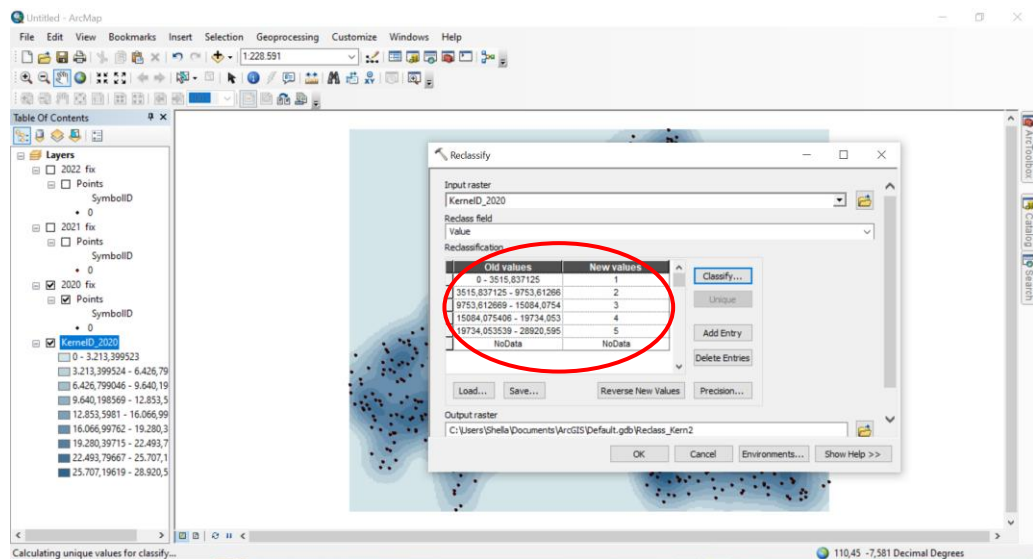 Untitled - ArcMap
File Edit View Bookmarks Insert Selection Geoprocessing Customize Windows Help
1:228.591
Table Of Contents
Layers
2022 fix
Points
SymbolID
0
2021 fix
Points
SymbolID
0
2020 fix
Points
SymbolID
0
KernelD_2020
0 - 3.213,399523
3.213,399524 - 6.426,79
6.426,799046 - 9.640,19
9.640,198569 - 12.853,5
12.853,5981 - 16.066,99
16.066,99762 - 19.280,3
19.280,39715 - 22.493,7
22.493,79667 - 25.707,1
25.707,19619 - 28.920,5
Reclassify
Input raster
KernelD_2020
Reclass field
Value
Reclassification
Old values New values
0 - 3515,837125 1
3515,837125 - 9753,61266 2
9753,612669 - 15084,0754 3
15084,075406 - 19734,053 4
19734,053539 - 28920,595 5
NoData NoData
Classify...
Unique
Add Entry
Delete Entries
Load... Save... Reverse New Values Precision...
Output raster
C:\Users\Shella\Documents\ArcGIS\Default.gdb\Reclass_Kern2
OK Cancel Environments... Show Help >>
ArcToolbox
Catalog
Search
Calculating unique values for classify...
110,45 -7,581 Decimal Degrees